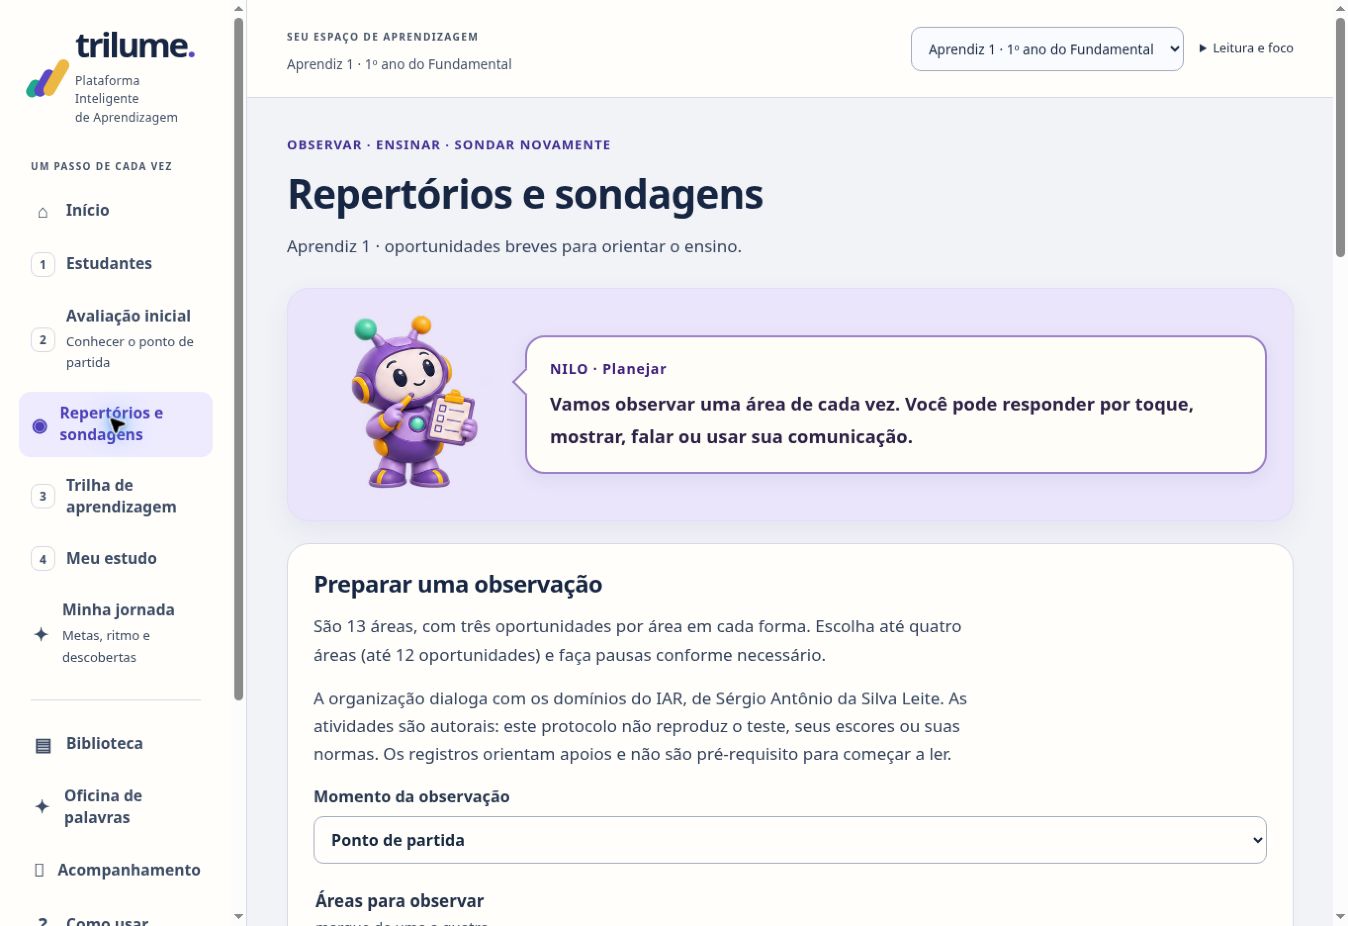 trilume.
Plataforma
Inteligente
de Aprendizagem
UM PASSO DE CADA VEZ
Início
1 Estudantes
Avaliação inicial
2 Conhecer o ponto de
partida
Repertórios e
sondagens
3 Trilha de
aprendizagem
4 Meu estudo
Minha jornada
Metas, ritmo e
descobertas
Biblioteca
Oficina de
palavras
Acompanhamento
? Como usar
SEU ESPAÇO DE APRENDIZAGEM
Aprendiz 1 · 1º ano do Fundamental
Aprendiz 1 · 1º ano do Fundamental
Leitura e foco
OBSERVAR · ENSINAR · SONDAR NOVAMENTE
Repertórios e sondagens
Aprendiz 1 · oportunidades breves para orientar o ensino.
NILO · Planejar
Vamos observar uma área de cada vez. Você pode responder por toque,
mostrar, falar ou usar sua comunicação.
Preparar uma observação
São 13 áreas, com três oportunidades por área em cada forma. Escolha até quatro
áreas (até 12 oportunidades) e faça pausas conforme necessário.
A organização dialoga com os domínios do IAR, de Sérgio Antônio da Silva Leite. As
atividades são autorais: este protocolo não reproduz o teste, seus escores ou suas
normas. Os registros orientam apoios e não são pré-requisito para começar a ler.
Momento da observação
Ponto de partida
Áreas para observar